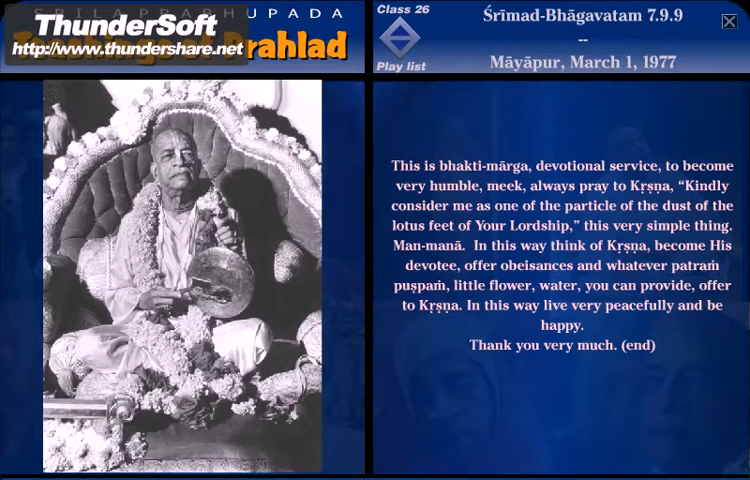 SRILA PRABHUPADA
ThunderSoft
http://www.thundershare.net
Prahlad
Class 26
Play list
Śrīmad-Bhāgavatam 7.9.9
--
Māyāpur, March 1, 1977
This is bhakti-mārga, devotional service, to become
very humble, meek, always pray to Kṛṣṇa, “Kindly
consider me as one of the particle of the dust of the
lotus feet of Your Lordship,” this very simple thing.
Man-manā. In this way think of Kṛṣṇa, become His
devotee, offer obeisances and whatever patraṁ
puṣpaṁ, little flower, water, you can provide, offer
to Kṛṣṇa. In this way live very peacefully and be
happy.
Thank you very much. (end)